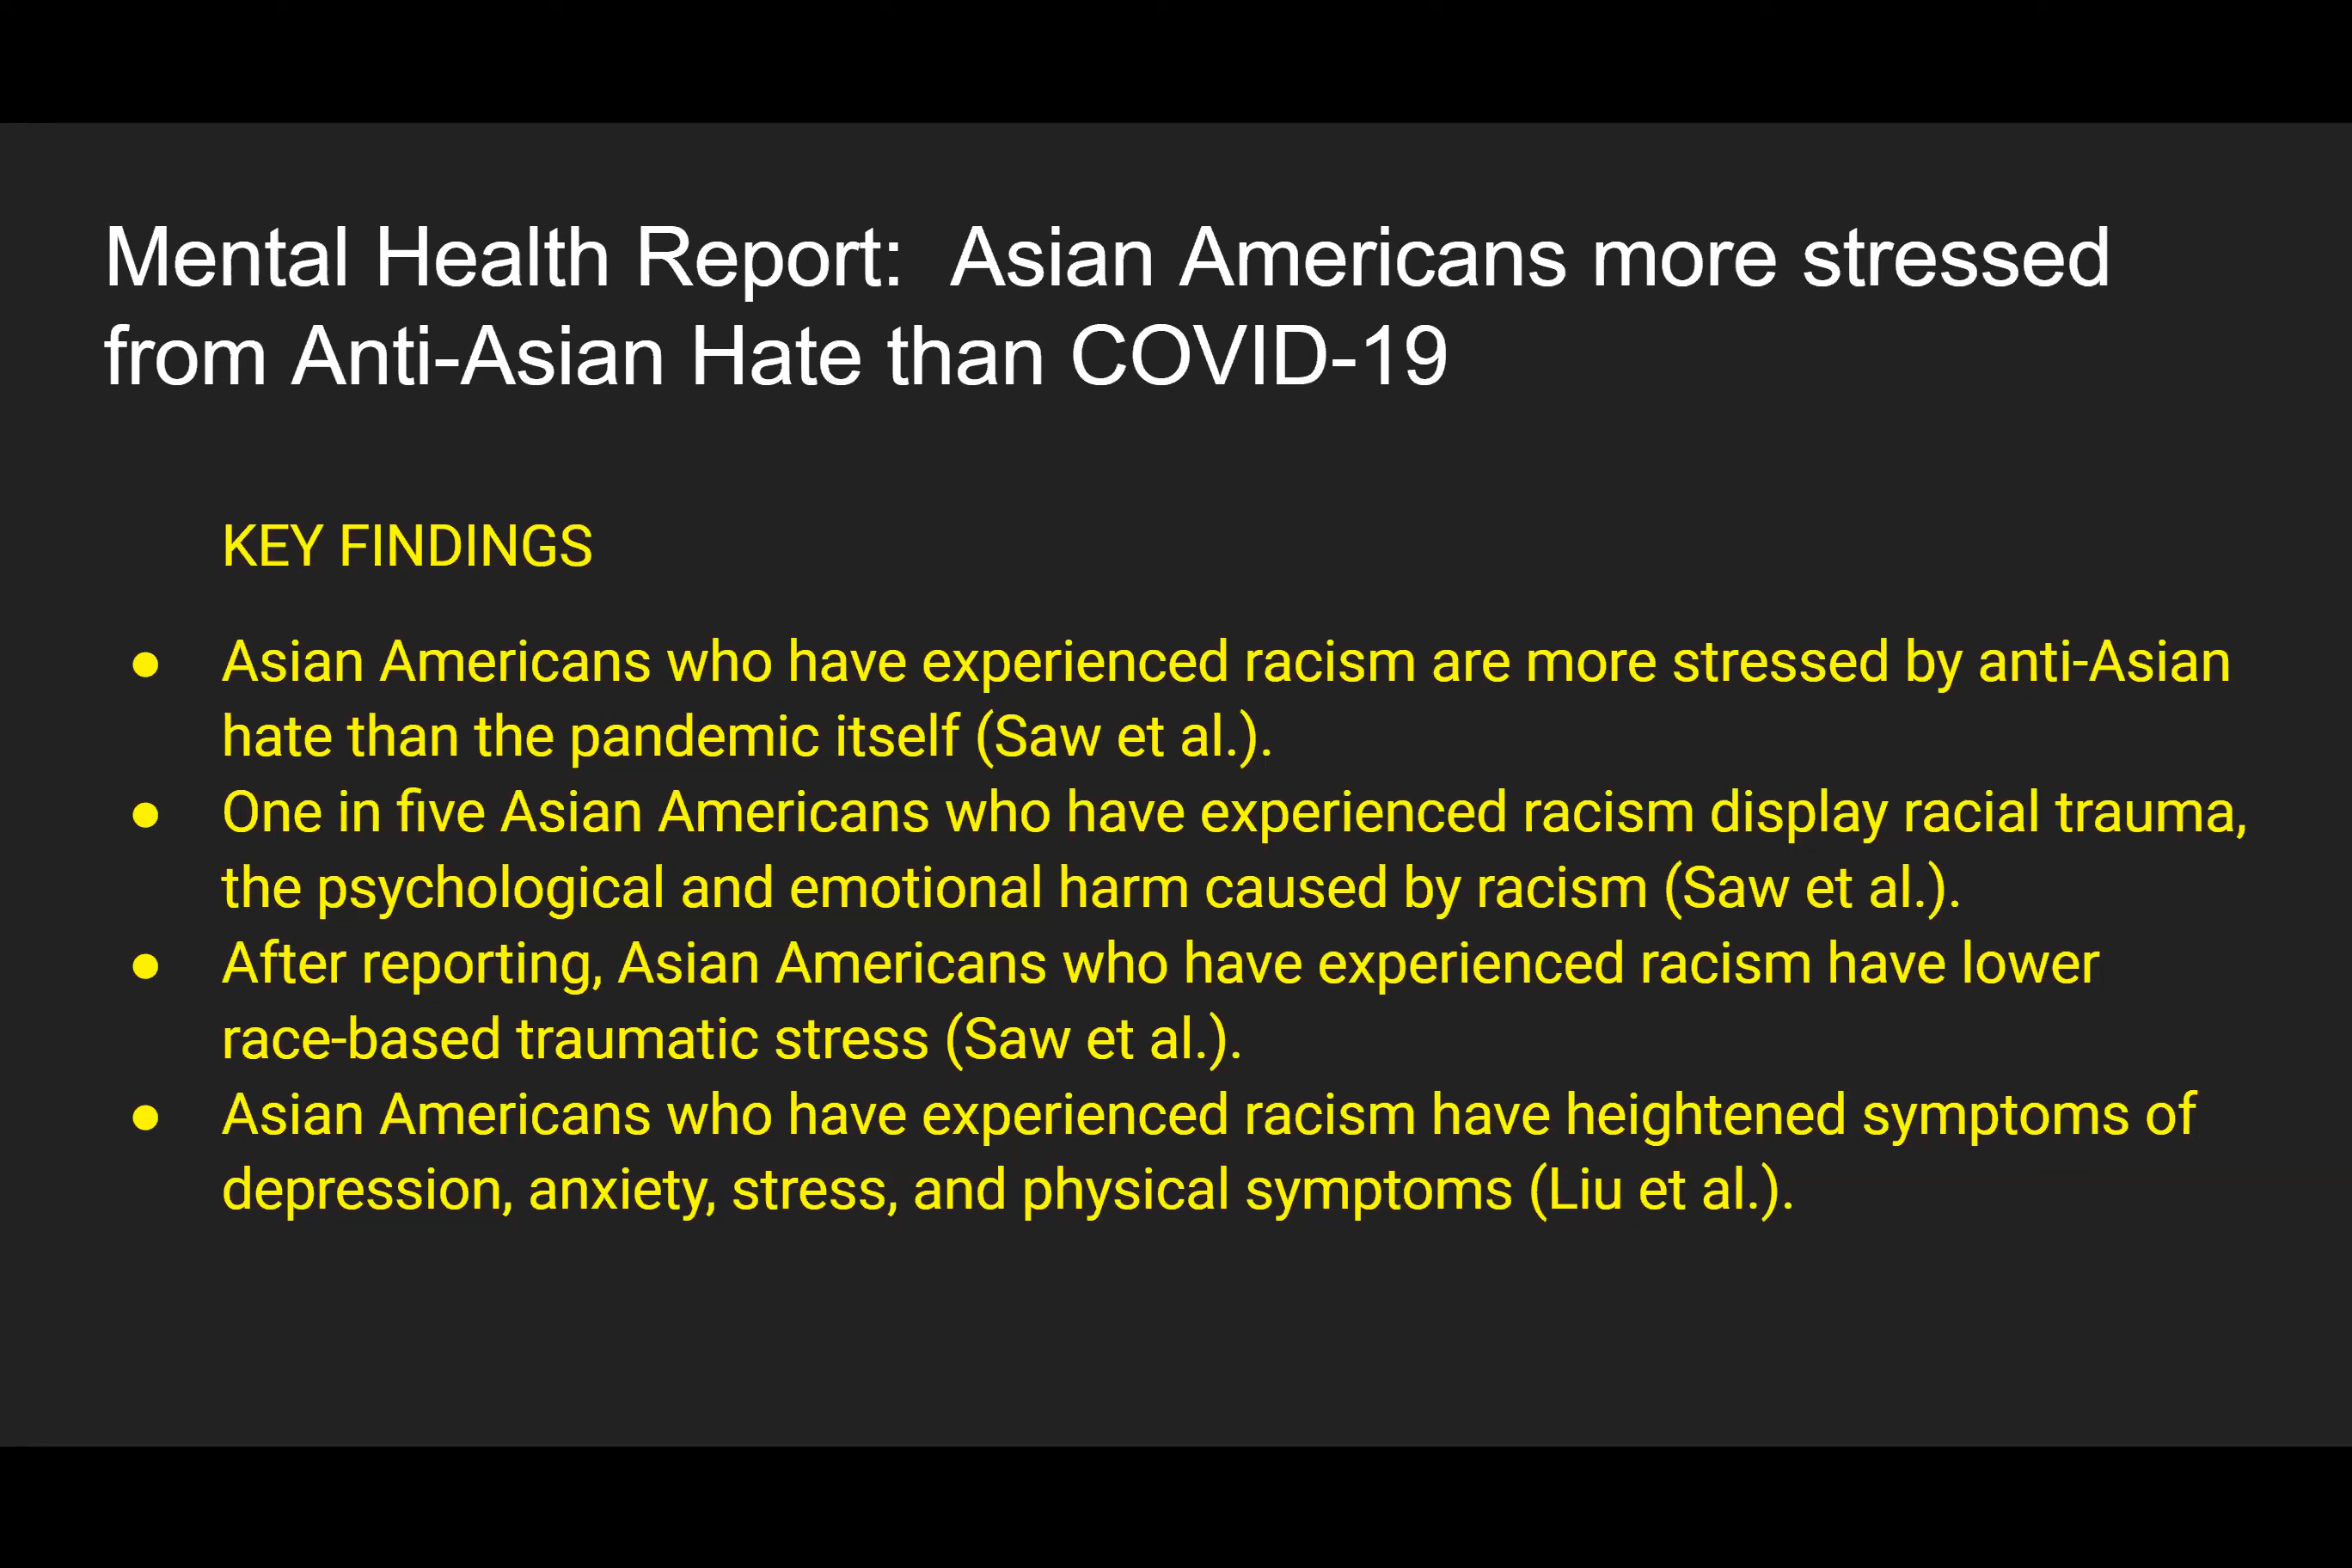 Mental Health Report:  Asian Americans more stressed
from Anti-Asian Hate than COVID-19
KEY FINDINGS
● Asian Americans who have experienced racism are more stressed by anti-Asian
hate than the pandemic itself (Saw et al.).
● One in five Asian Americans who have experienced racism display racial trauma,
the psychological and emotional harm caused by racism (Saw et al.).
● After reporting, Asian Americans who have experienced racism have lower
race-based traumatic stress (Saw et al.).
● Asian Americans who have experienced racism have heightened symptoms of
depression, anxiety, stress, and physical symptoms (Liu et al.).